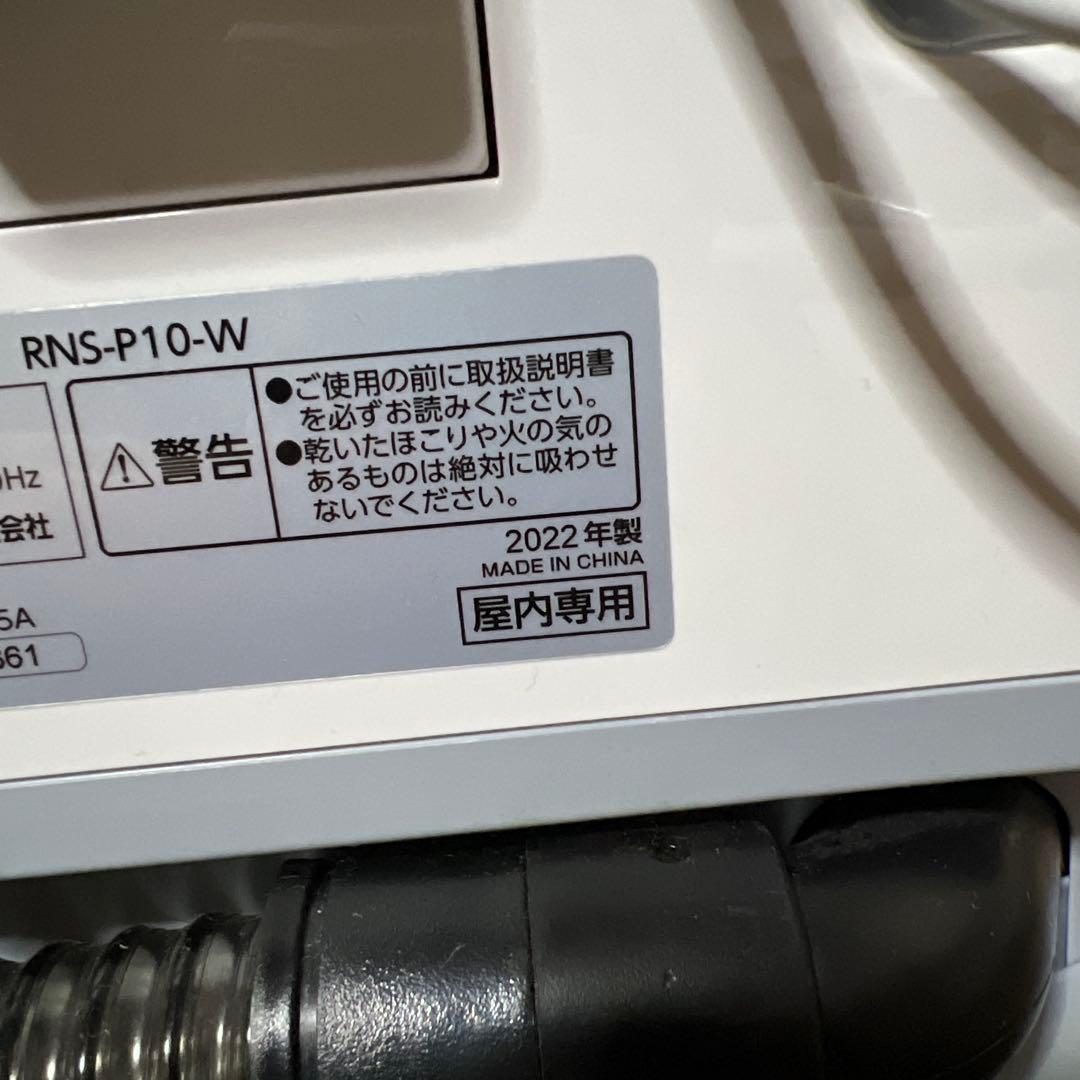 RNS-P10-W
●ご使用の前に取扱説明書
を必ずお読みください。
⚠警告
●乾いたほこりや火の気の
あるものは絶対に吸わせ
ないでください。
Hz
会社
2022年製
MADE IN CHINA
5A
屋内専用
661